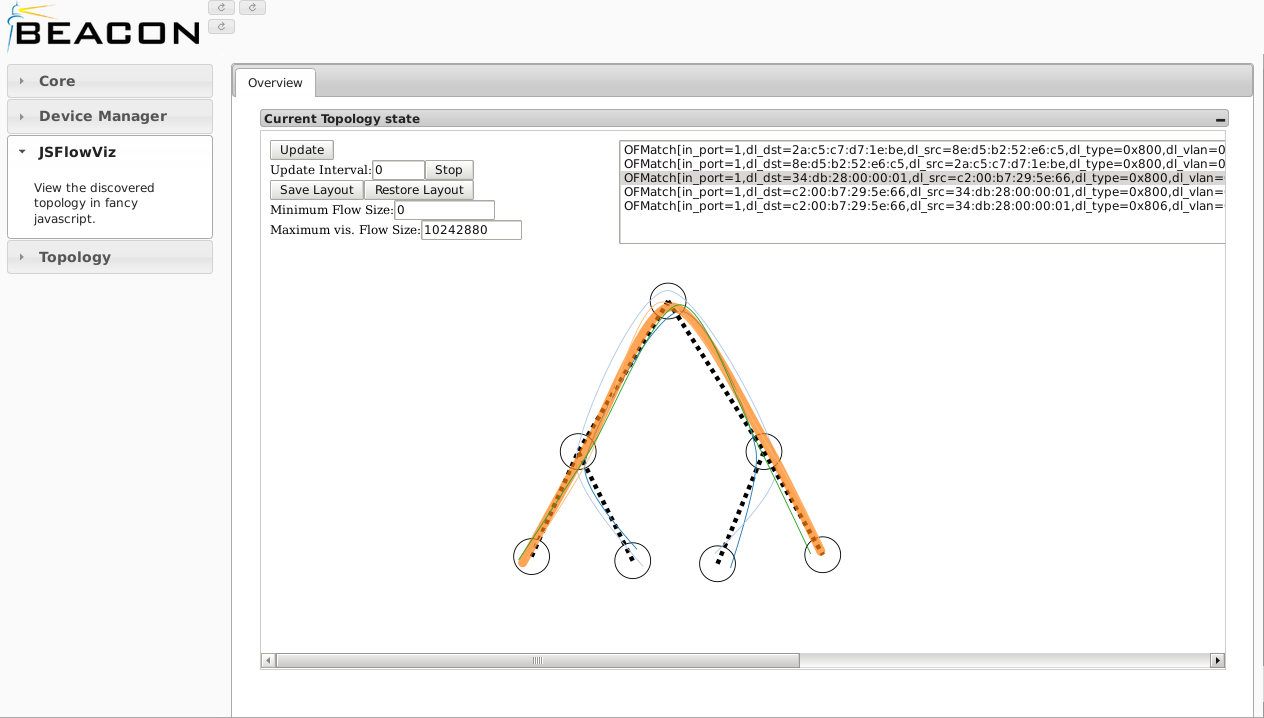 BEACON
Core
Device Manager
JSFlowViz
View the discovered
topology in fancy
javascript.
Topology
Overview
Current Topology state
Update
Update Interval: 0 Stop
Save Layout Restore Layout
Minimum Flow Size: 0
Maximum vis. Flow Size: 10242880
OFMatch[in_port=1,dl_dst=2a:c5:c7:d7:1e:be,dl_src=8e:d5:b2:52:e6:c5,dl_type=0x800,dl_vlan=0
OFMatch[in_port=1,dl_dst=8e:d5:b2:52:e6:c5,dl_src=2a:c5:c7:d7:1e:be,dl_type=0x800,dl_vlan=0
OFMatch[in_port=1,dl_dst=34:db:28:00:00:01,dl_src=c2:00:b7:29:5e:66,dl_type=0x800,dl_vlan=
OFMatch[in_port=1,dl_dst=c2:00:b7:29:5e:66,dl_src=34:db:28:00:00:01,dl_type=0x800,dl_vlan=
OFMatch[in_port=1,dl_dst=c2:00:b7:29:5e:66,dl_src=34:db:28:00:00:01,dl_type=0x806,dl_vlan=